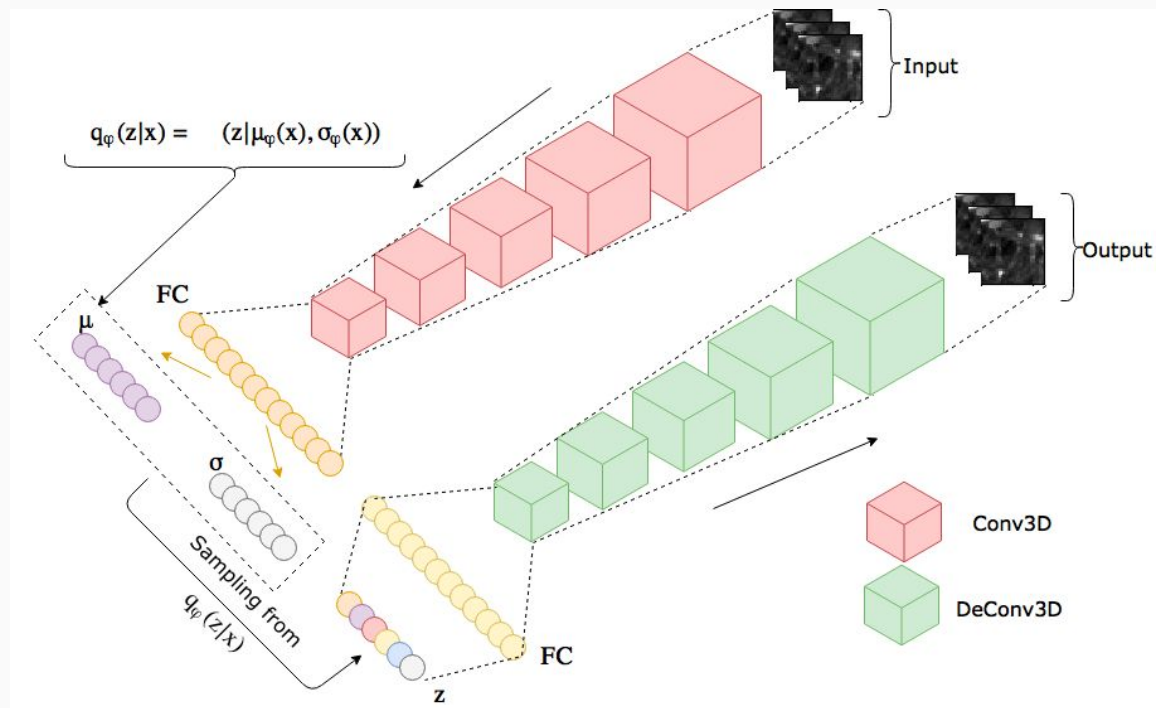 Input
qφ(z|x) = (z|μφ(x), σφ(x))
Output
FC
μ
σ
Sampling from
qφ(z|x)
FC
z
Conv3D
DeConv3D